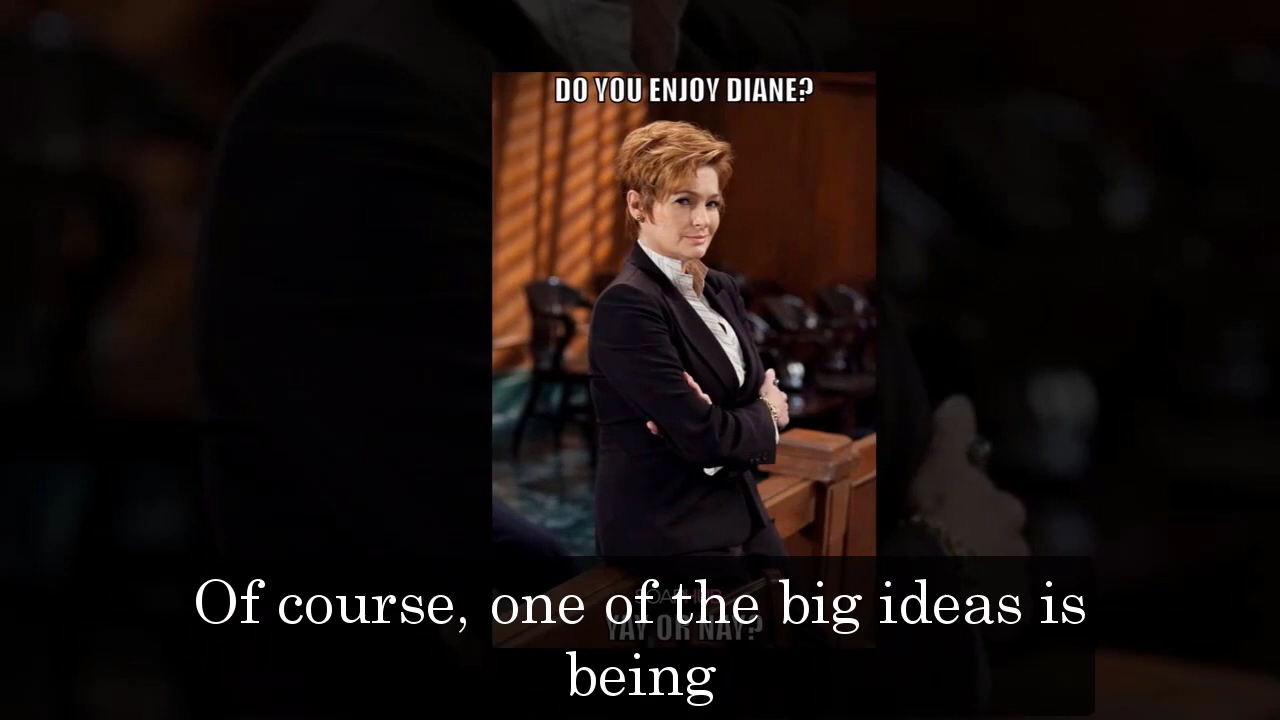 DO YOU ENJOY DIANE?
Of course, one of the big ideas is
YAY OR NAY?
being